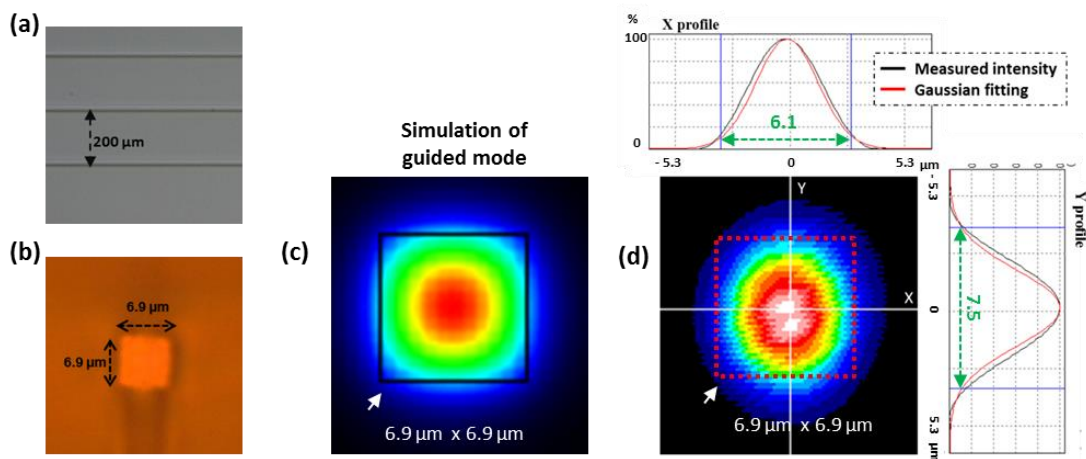 (a)
200 µm
(b)
6.9 µm
6.9 µm
Simulation of
guided mode
(c)
6.9 µm x 6.9 µm
%
X profile
100
0
6.1
- 5.3
0
5.3
µm
Measured intensity
Gaussian fitting
(d)
Y
X
6.9 µm x 6.9 µm
- 5.3
0
5.3 µm
7.5
Y profile